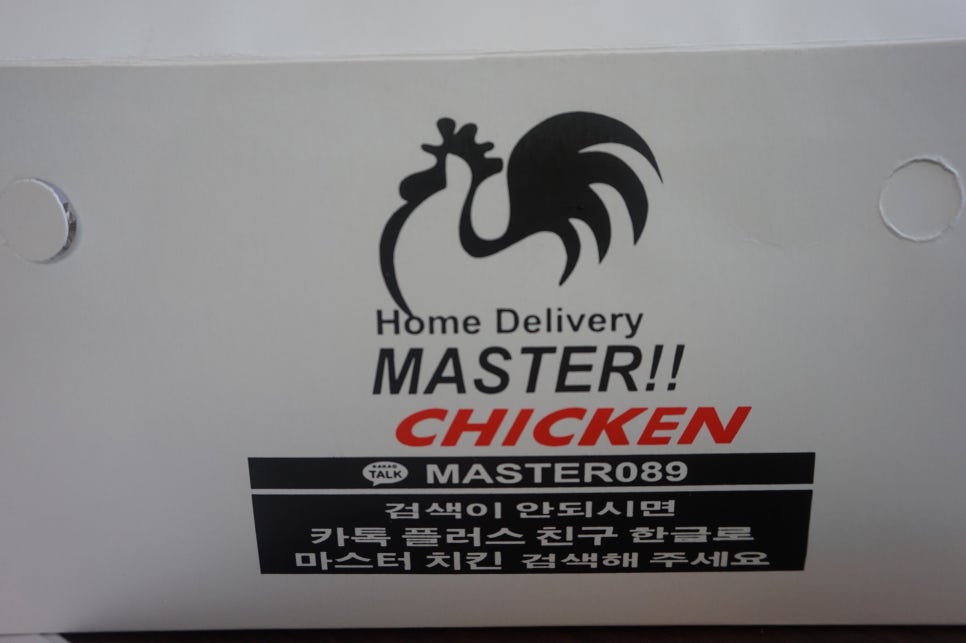 Home Delivery
MASTER!!
CHICKEN
KAKAO
TALK MASTER089
검색이 안되시면
카톡 플러스 친구 한글로
마스터 치킨 검색해 주세요